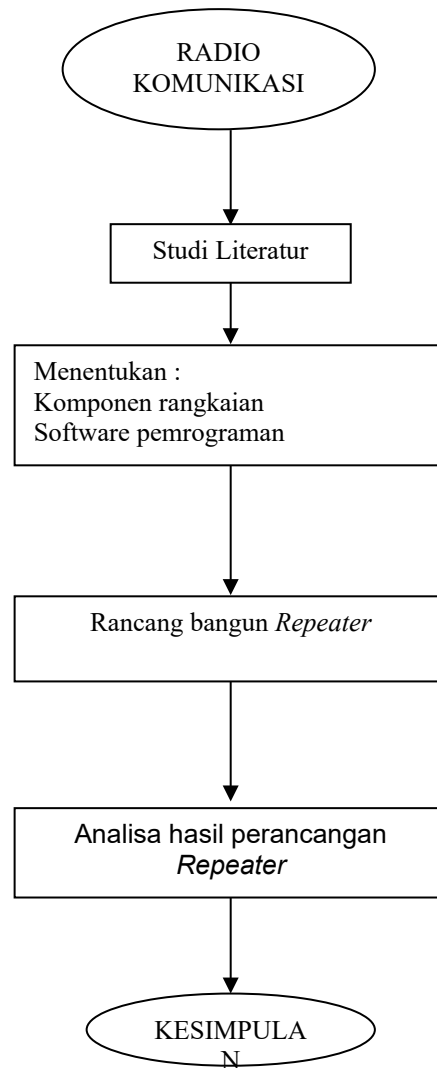 RADIO
KOMUNIKASI
Studi Literatur
Menentukan :
Komponen rangkaian
Software pemrograman
Rancang bangun Repeater
Analisa hasil perancangan
Repeater
KESIMPULA
N